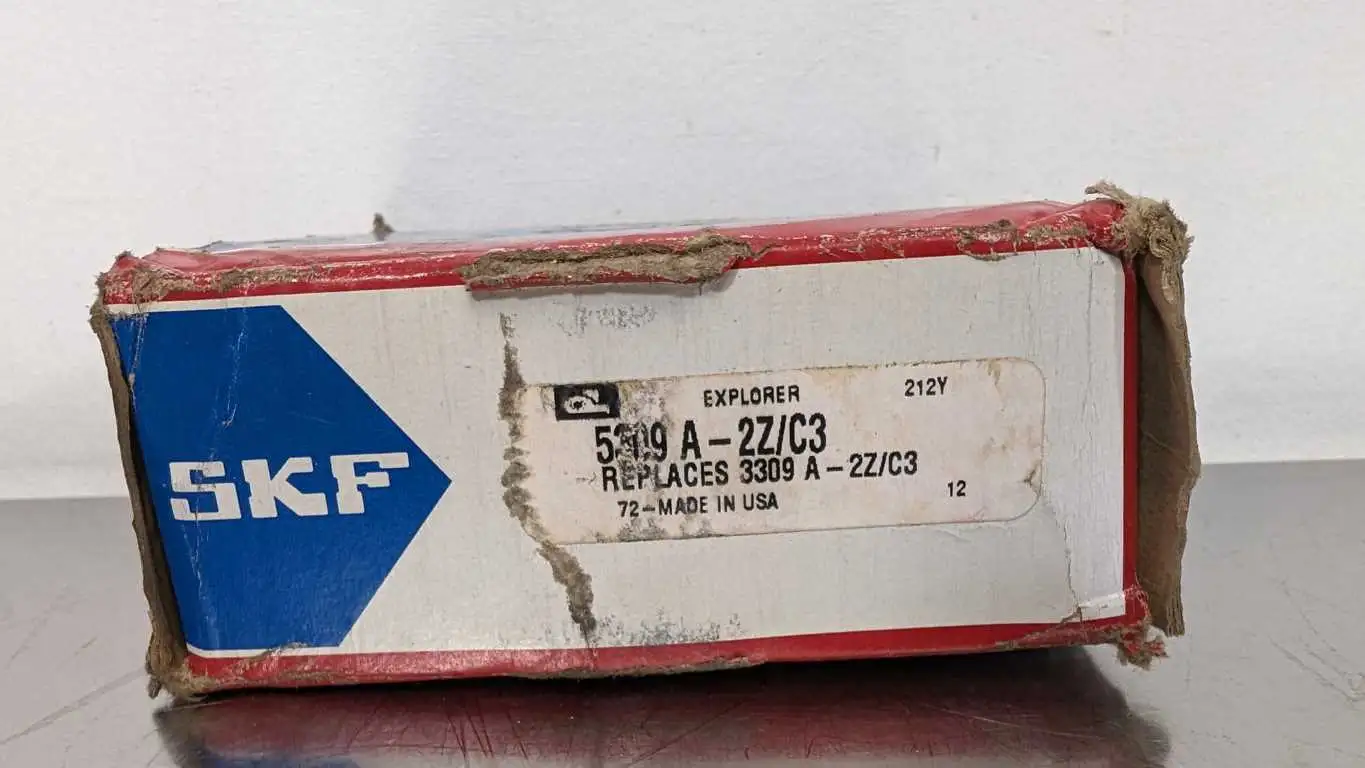 SKF
EXPLORER 212Y
5309 A-2Z/C3
REPLACES 3309 A-2Z/C3
72-MADE IN USA 12